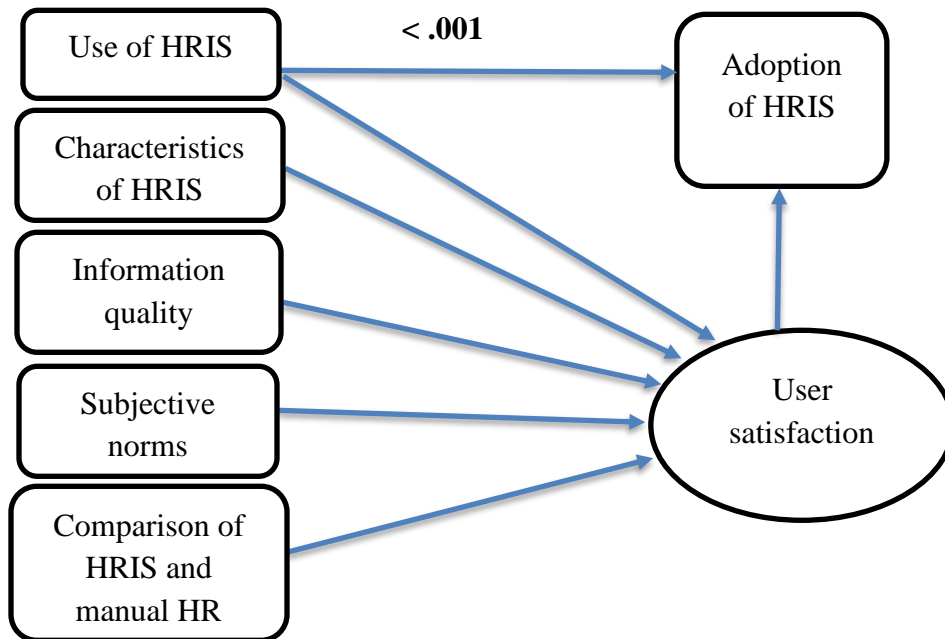 Use of HRIS
< .001
Adoption
of HRIS
Characteristics
of HRIS
Information
quality
Subjective
norms
User
satisfaction
Comparison of
HRIS and
manual HR